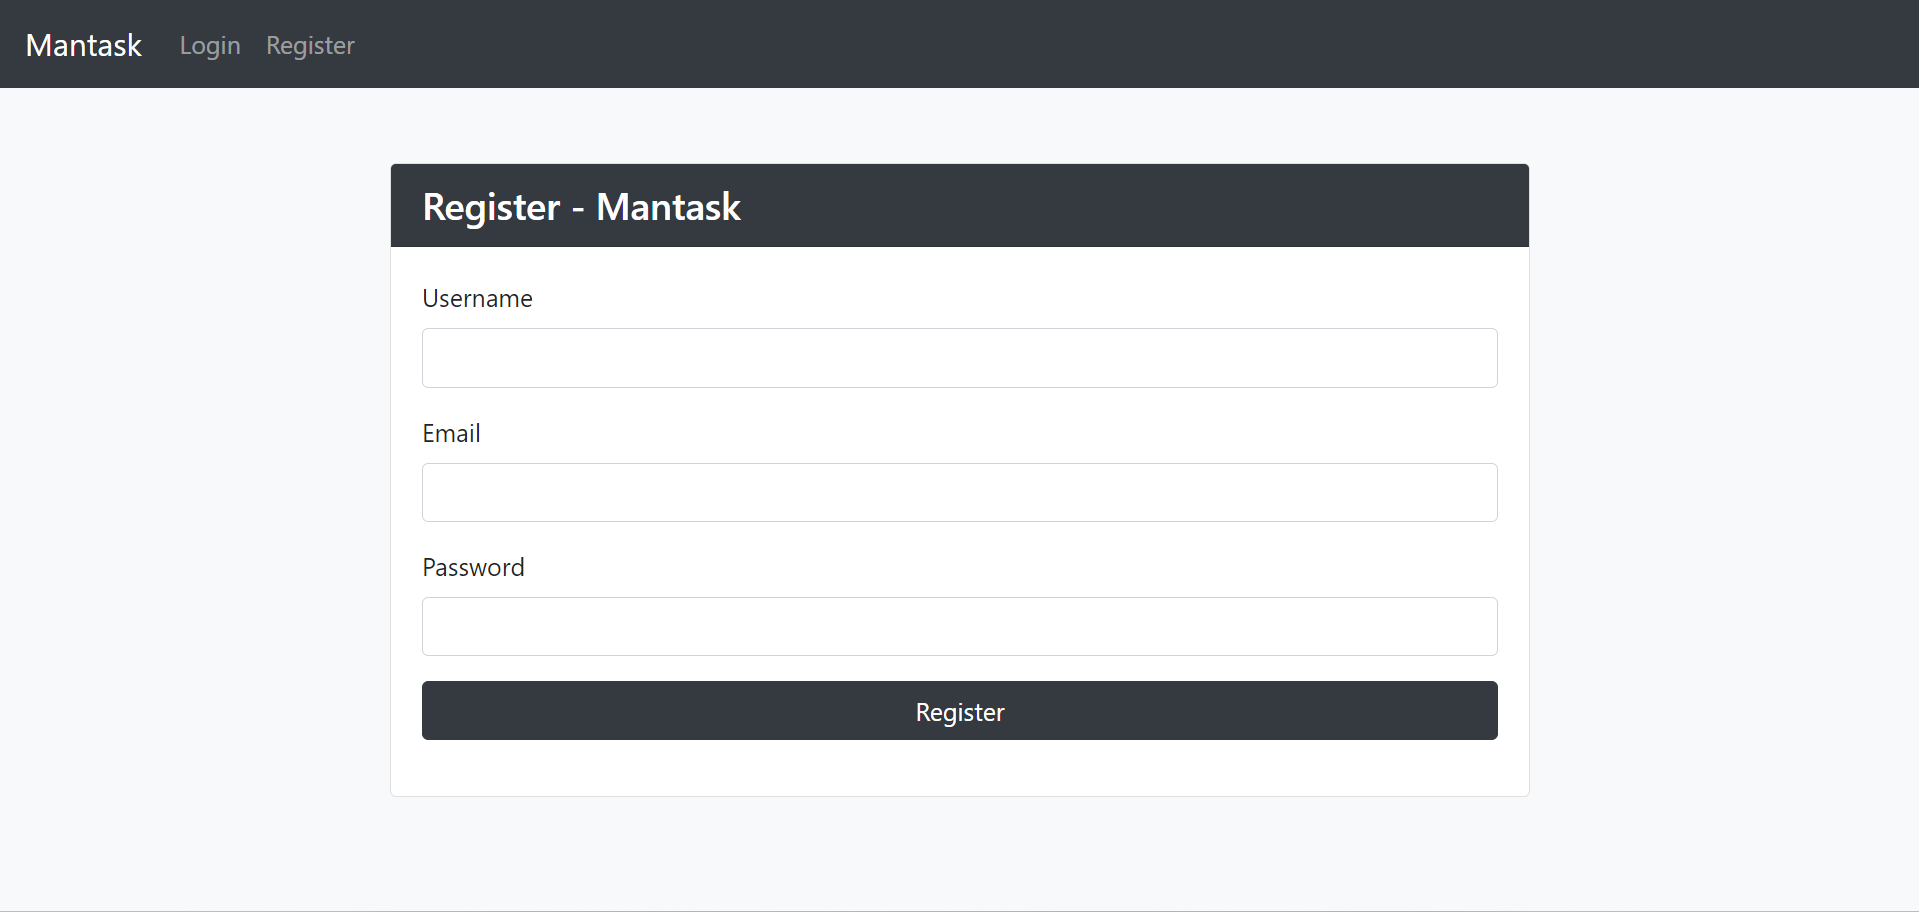 Mantask Login Register
Register - Mantask
Username
Email
Password
Register